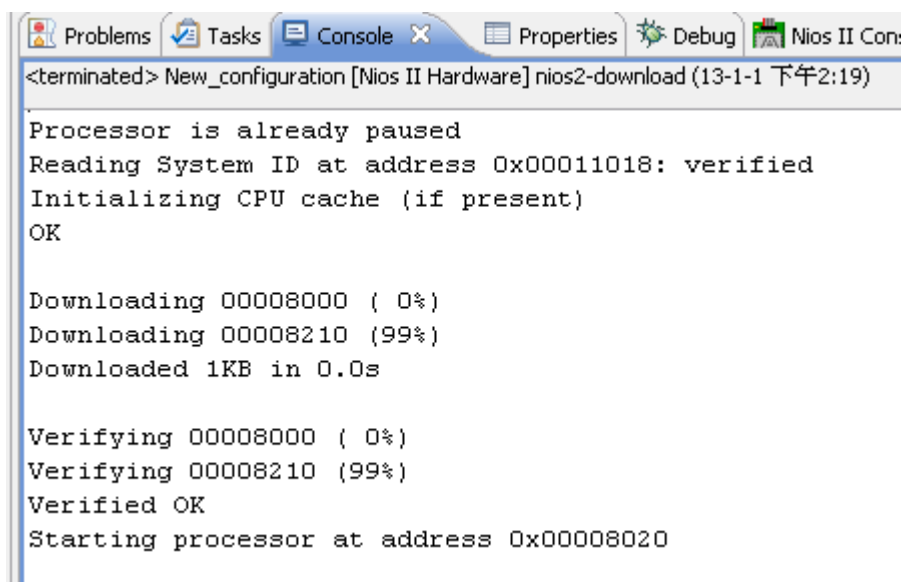 Problems Tasks Console Properties Debug Nios II Cons
<terminated> New_configuration [Nios II Hardware] nios2-download (13-1-1 下午2:19)
Processor is already paused
Reading System ID at address 0x00011018: verified
Initializing CPU cache (if present)
OK
Downloading 00008000 ( 0%)
Downloading 00008210 (99%)
Downloaded 1KB in 0.0s
Verifying 00008000 ( 0%)
Verifying 00008210 (99%)
Verified OK
Starting processor at address 0x00008020